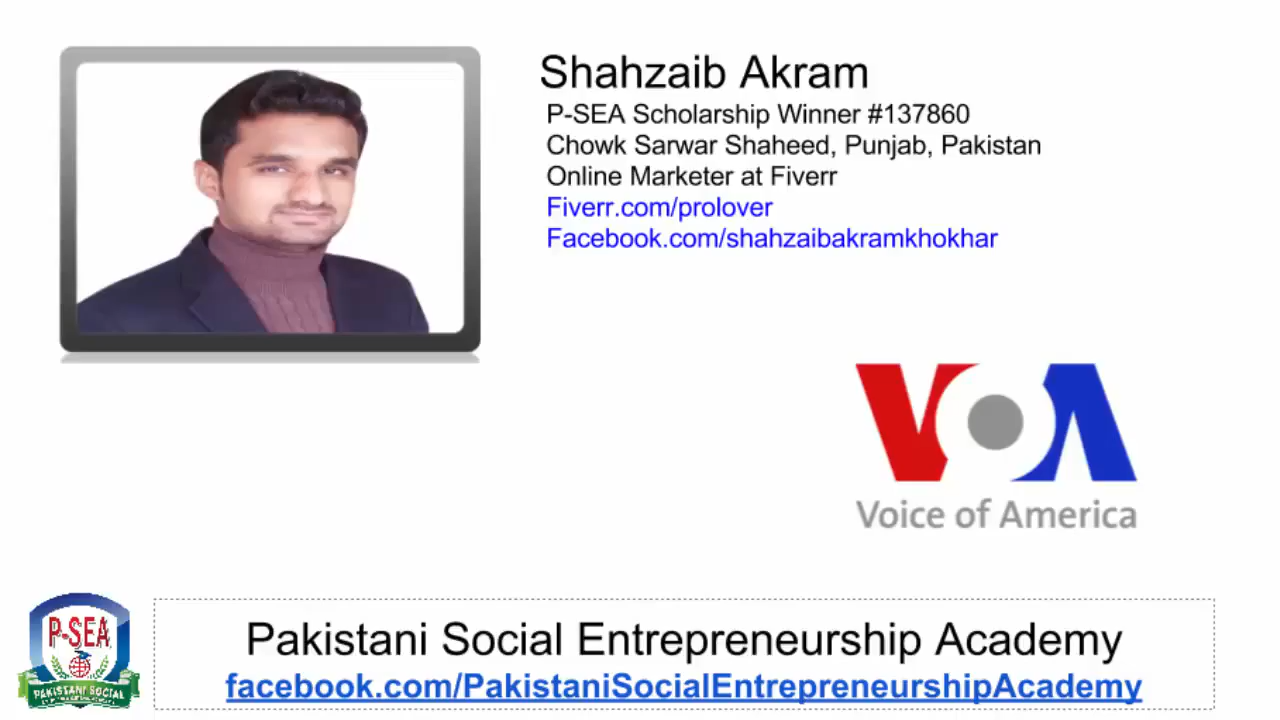 Shahzaib Akram
P-SEA Scholarship Winner #137860
Chowk Sarwar Shaheed, Punjab, Pakistan
Online Marketer at Fiverr
Fiverr.com/prolover
Facebook.com/shahzaibakramkhokhar
VOA
Voice of America
P-SEA
PAKISTANI SOCIAL
Pakistani Social Entrepreneurship Academy
facebook.com/PakistaniSocialEntrepreneurshipAcademy